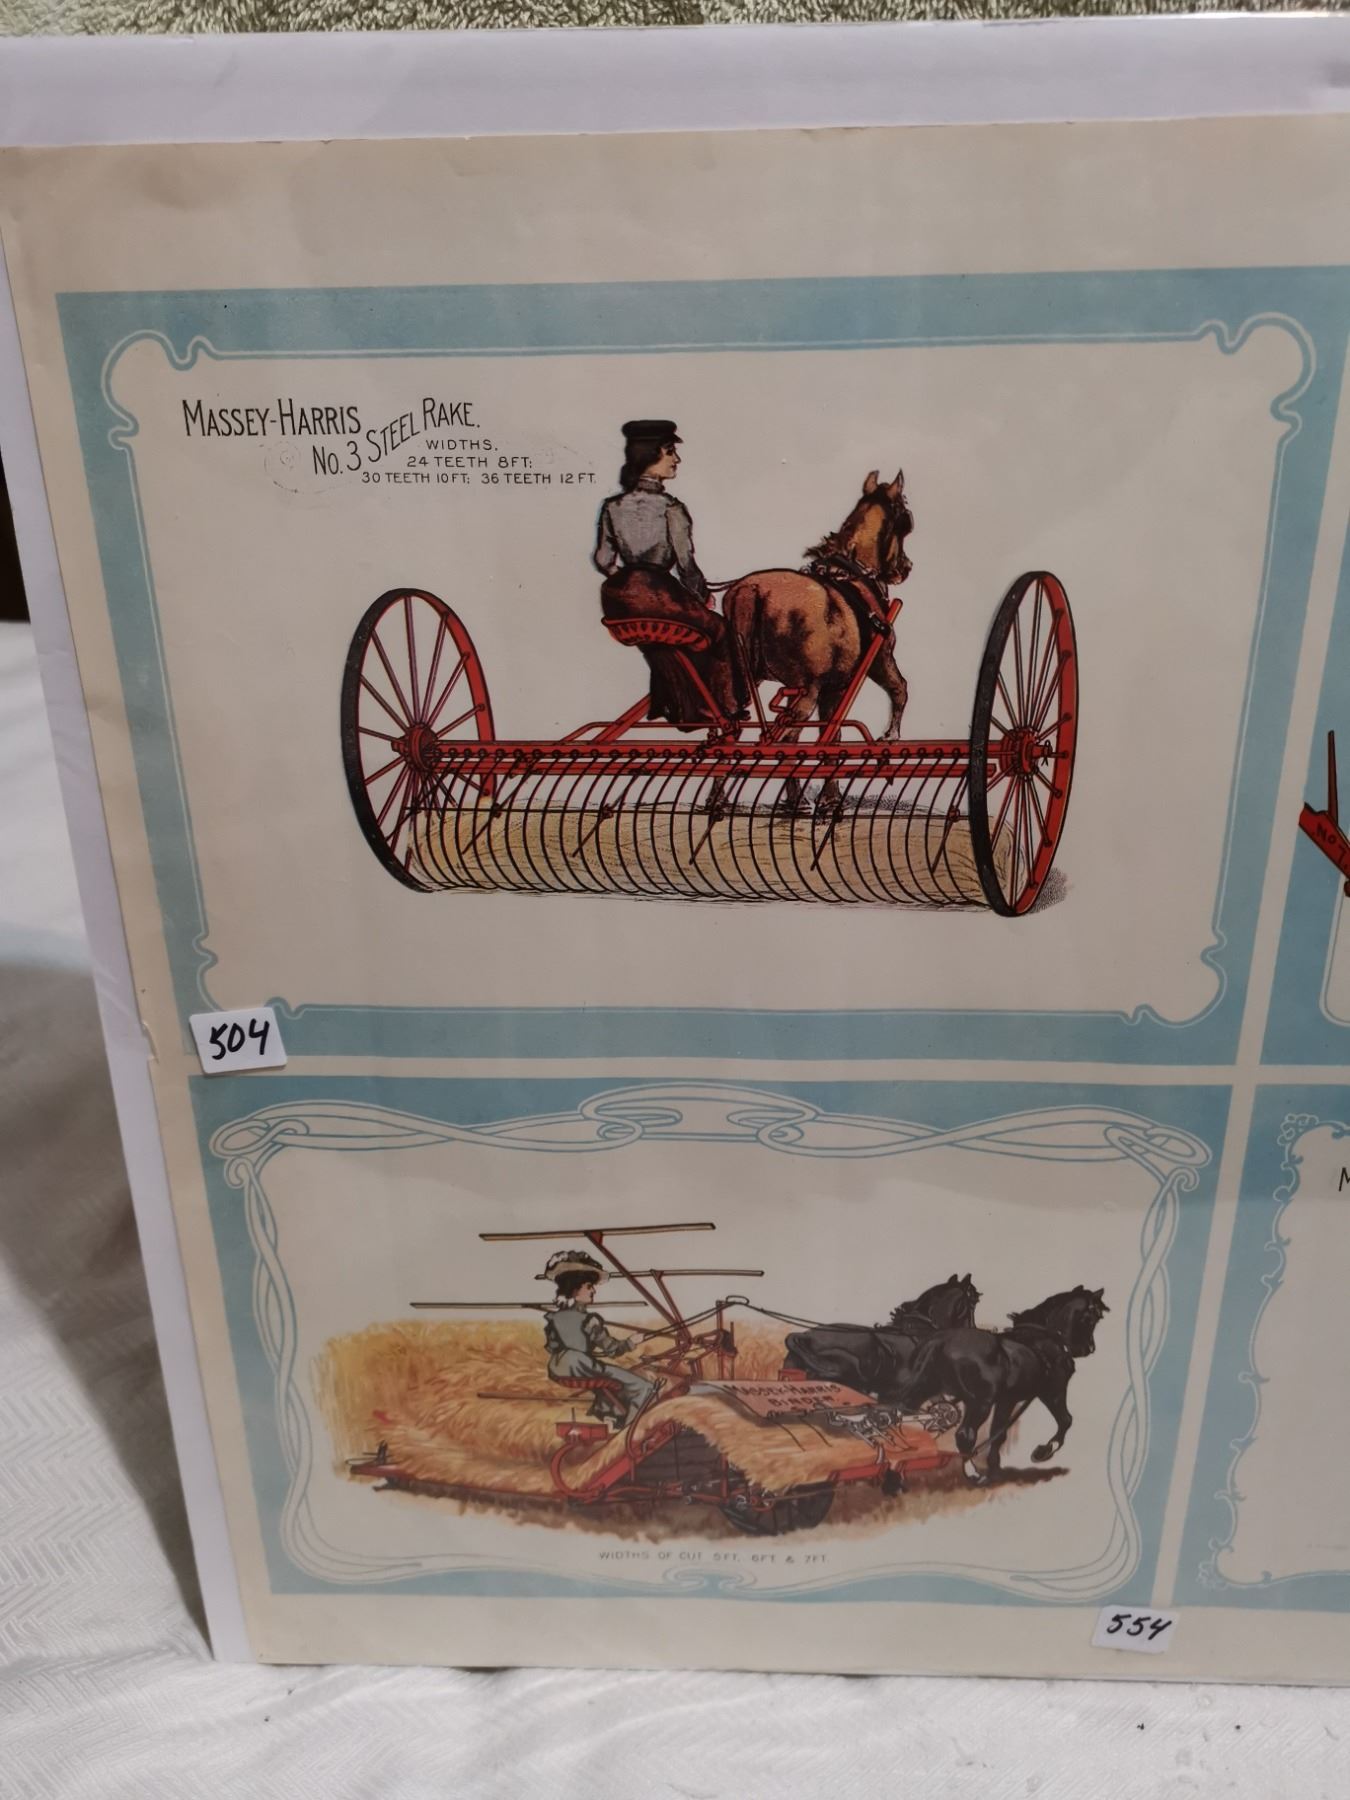 MASSEY-HARRIS
No. 3 STEEL RAKE.
WIDTHS.
24 TEETH 8FT;
30 TEETH 10FT; 36 TEETH 12 FT.
504
MASSEY-HARRIS
BINDER
WIDTHS OF CUT 5FT. 6FT & 7FT.
554
No
M